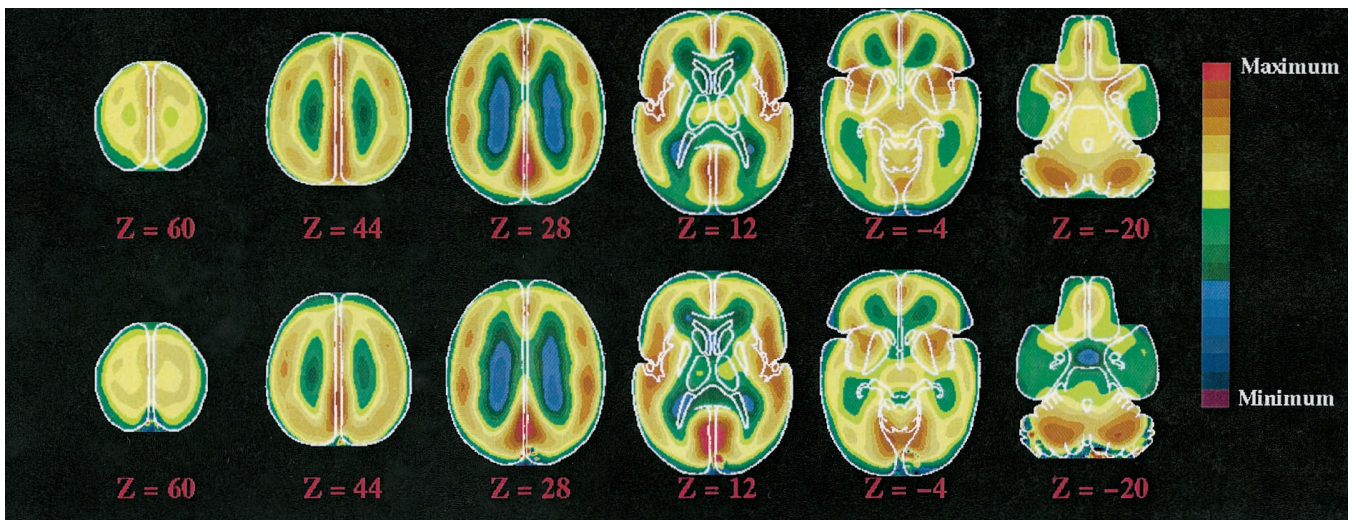 Maximum
Z = 60 Z = 44 Z = 28 Z = 12 Z = −4 Z = −20
Minimum
Z = 60 Z = 44 Z = 28 Z = 12 Z = −4 Z = −20